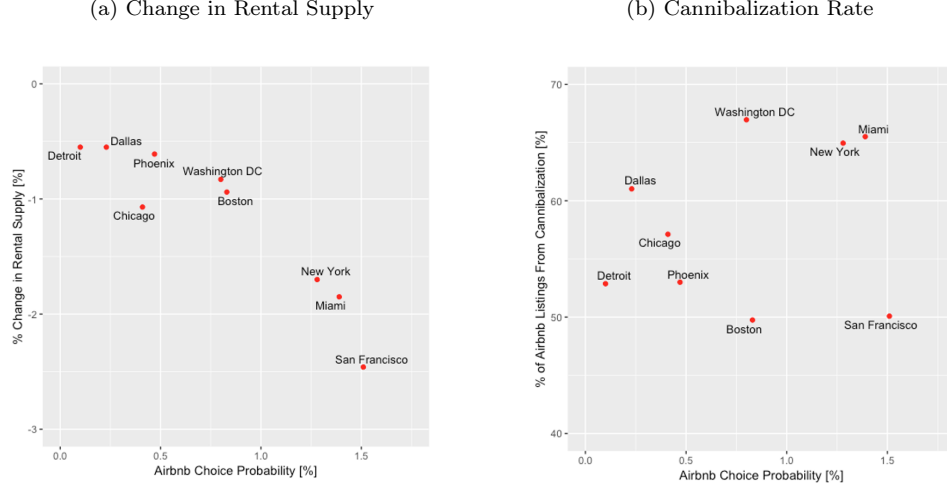 (a) Change in Rental Supply
0
-1
-2
-3
% Change in Rental Supply [%]
Detroit
Dallas
Phoenix
Chicago
Washington DC
Boston
New York
Miami
San Francisco
0.0 0.5 1.0 1.5
Airbnb Choice Probability [%]
(b) Cannibalization Rate
70
60
50
40
% of Airbnb Listings From Cannibalization [%]
Washington DC
Miami
New York
Dallas
Chicago
Detroit
Phoenix
Boston
San Francisco
0.0 0.5 1.0 1.5
Airbnb Choice Probability [%]